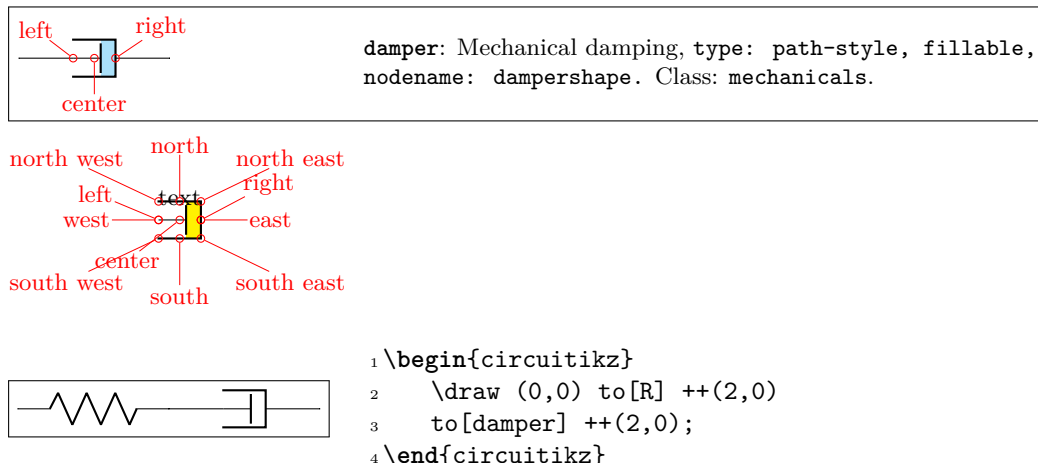 left
right
center
damper: Mechanical damping, type: path-style, fillable,
nodename: dampershape. Class: mechanicals.
north west
north
north east
text
left
right
west
east
center
south west
south
south east
1 \begin{circuitikz}
2 \draw (0,0) to[R] ++(2,0)
3 to[damper] ++(2,0);
4 \end{circuitikz}